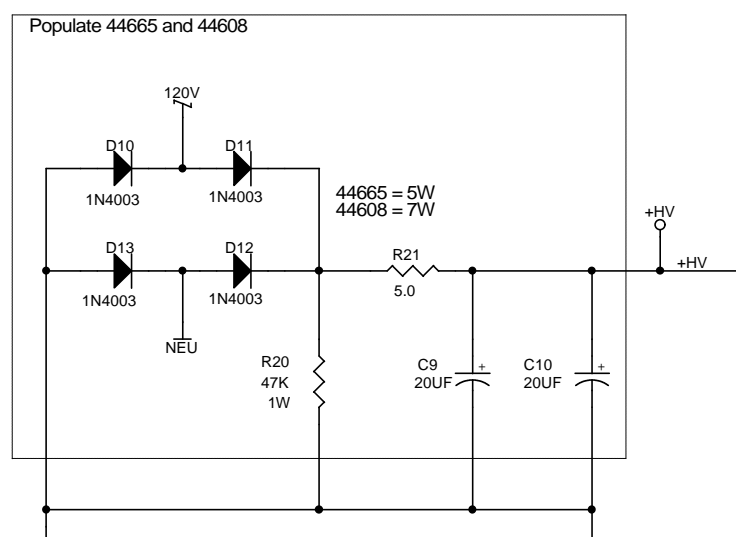 Populate 44665 and 44608
120V
D10
D11
1N4003
1N4003
44665 = 5W
44608 = 7W
+HV
D13
D12
R21
+HV
1N4003
1N4003
5.0
NEU
R20
47K
1W
C9
20UF
+
C10
20UF
+